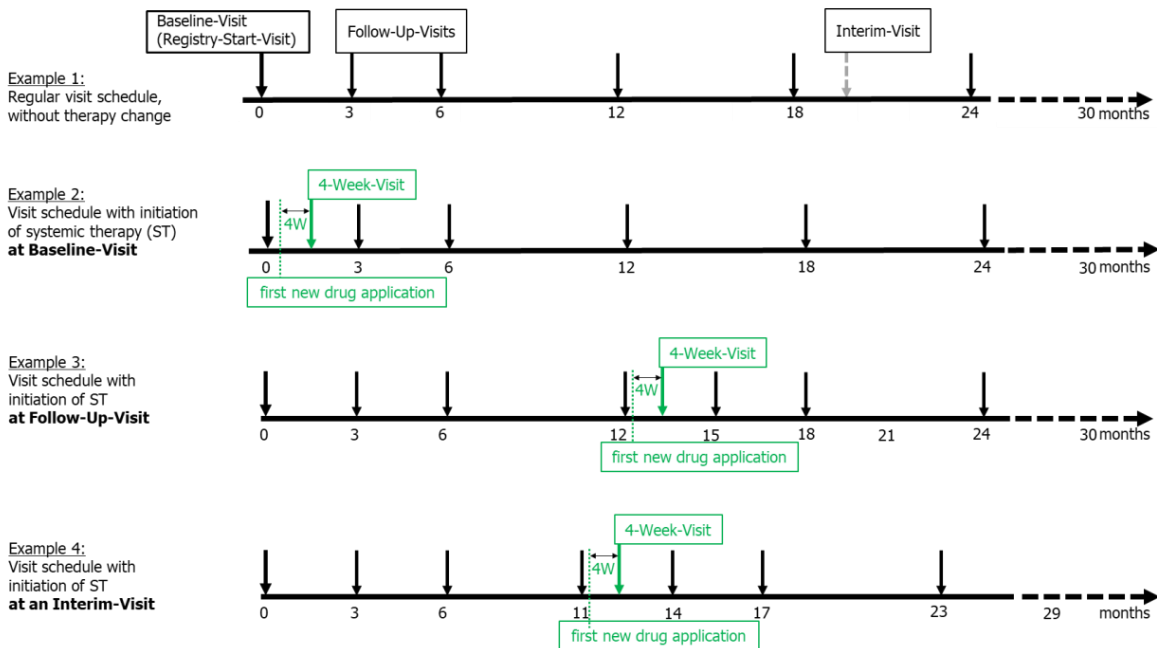 Baseline-Visit
(Registry-Start-Visit)
Follow-Up-Visits
Interim-Visit
Example 1:
Regular visit schedule,
without therapy change
0 3 6 12 18 24 30 months
Example 2:
Visit schedule with initiation
of systemic therapy (ST)
at Baseline-Visit
4-Week-Visit
4W
0 3 6 12 18 24 30 months
first new drug application
Example 3:
Visit schedule with
initiation of ST
at Follow-Up-Visit
4-Week-Visit
4W
0 3 6 12 15 18 21 24 30 months
first new drug application
Example 4:
Visit schedule with
initiation of ST
at an Interim-Visit
4-Week-Visit
4W
0 3 6 11 14 17 23 29 months
first new drug application